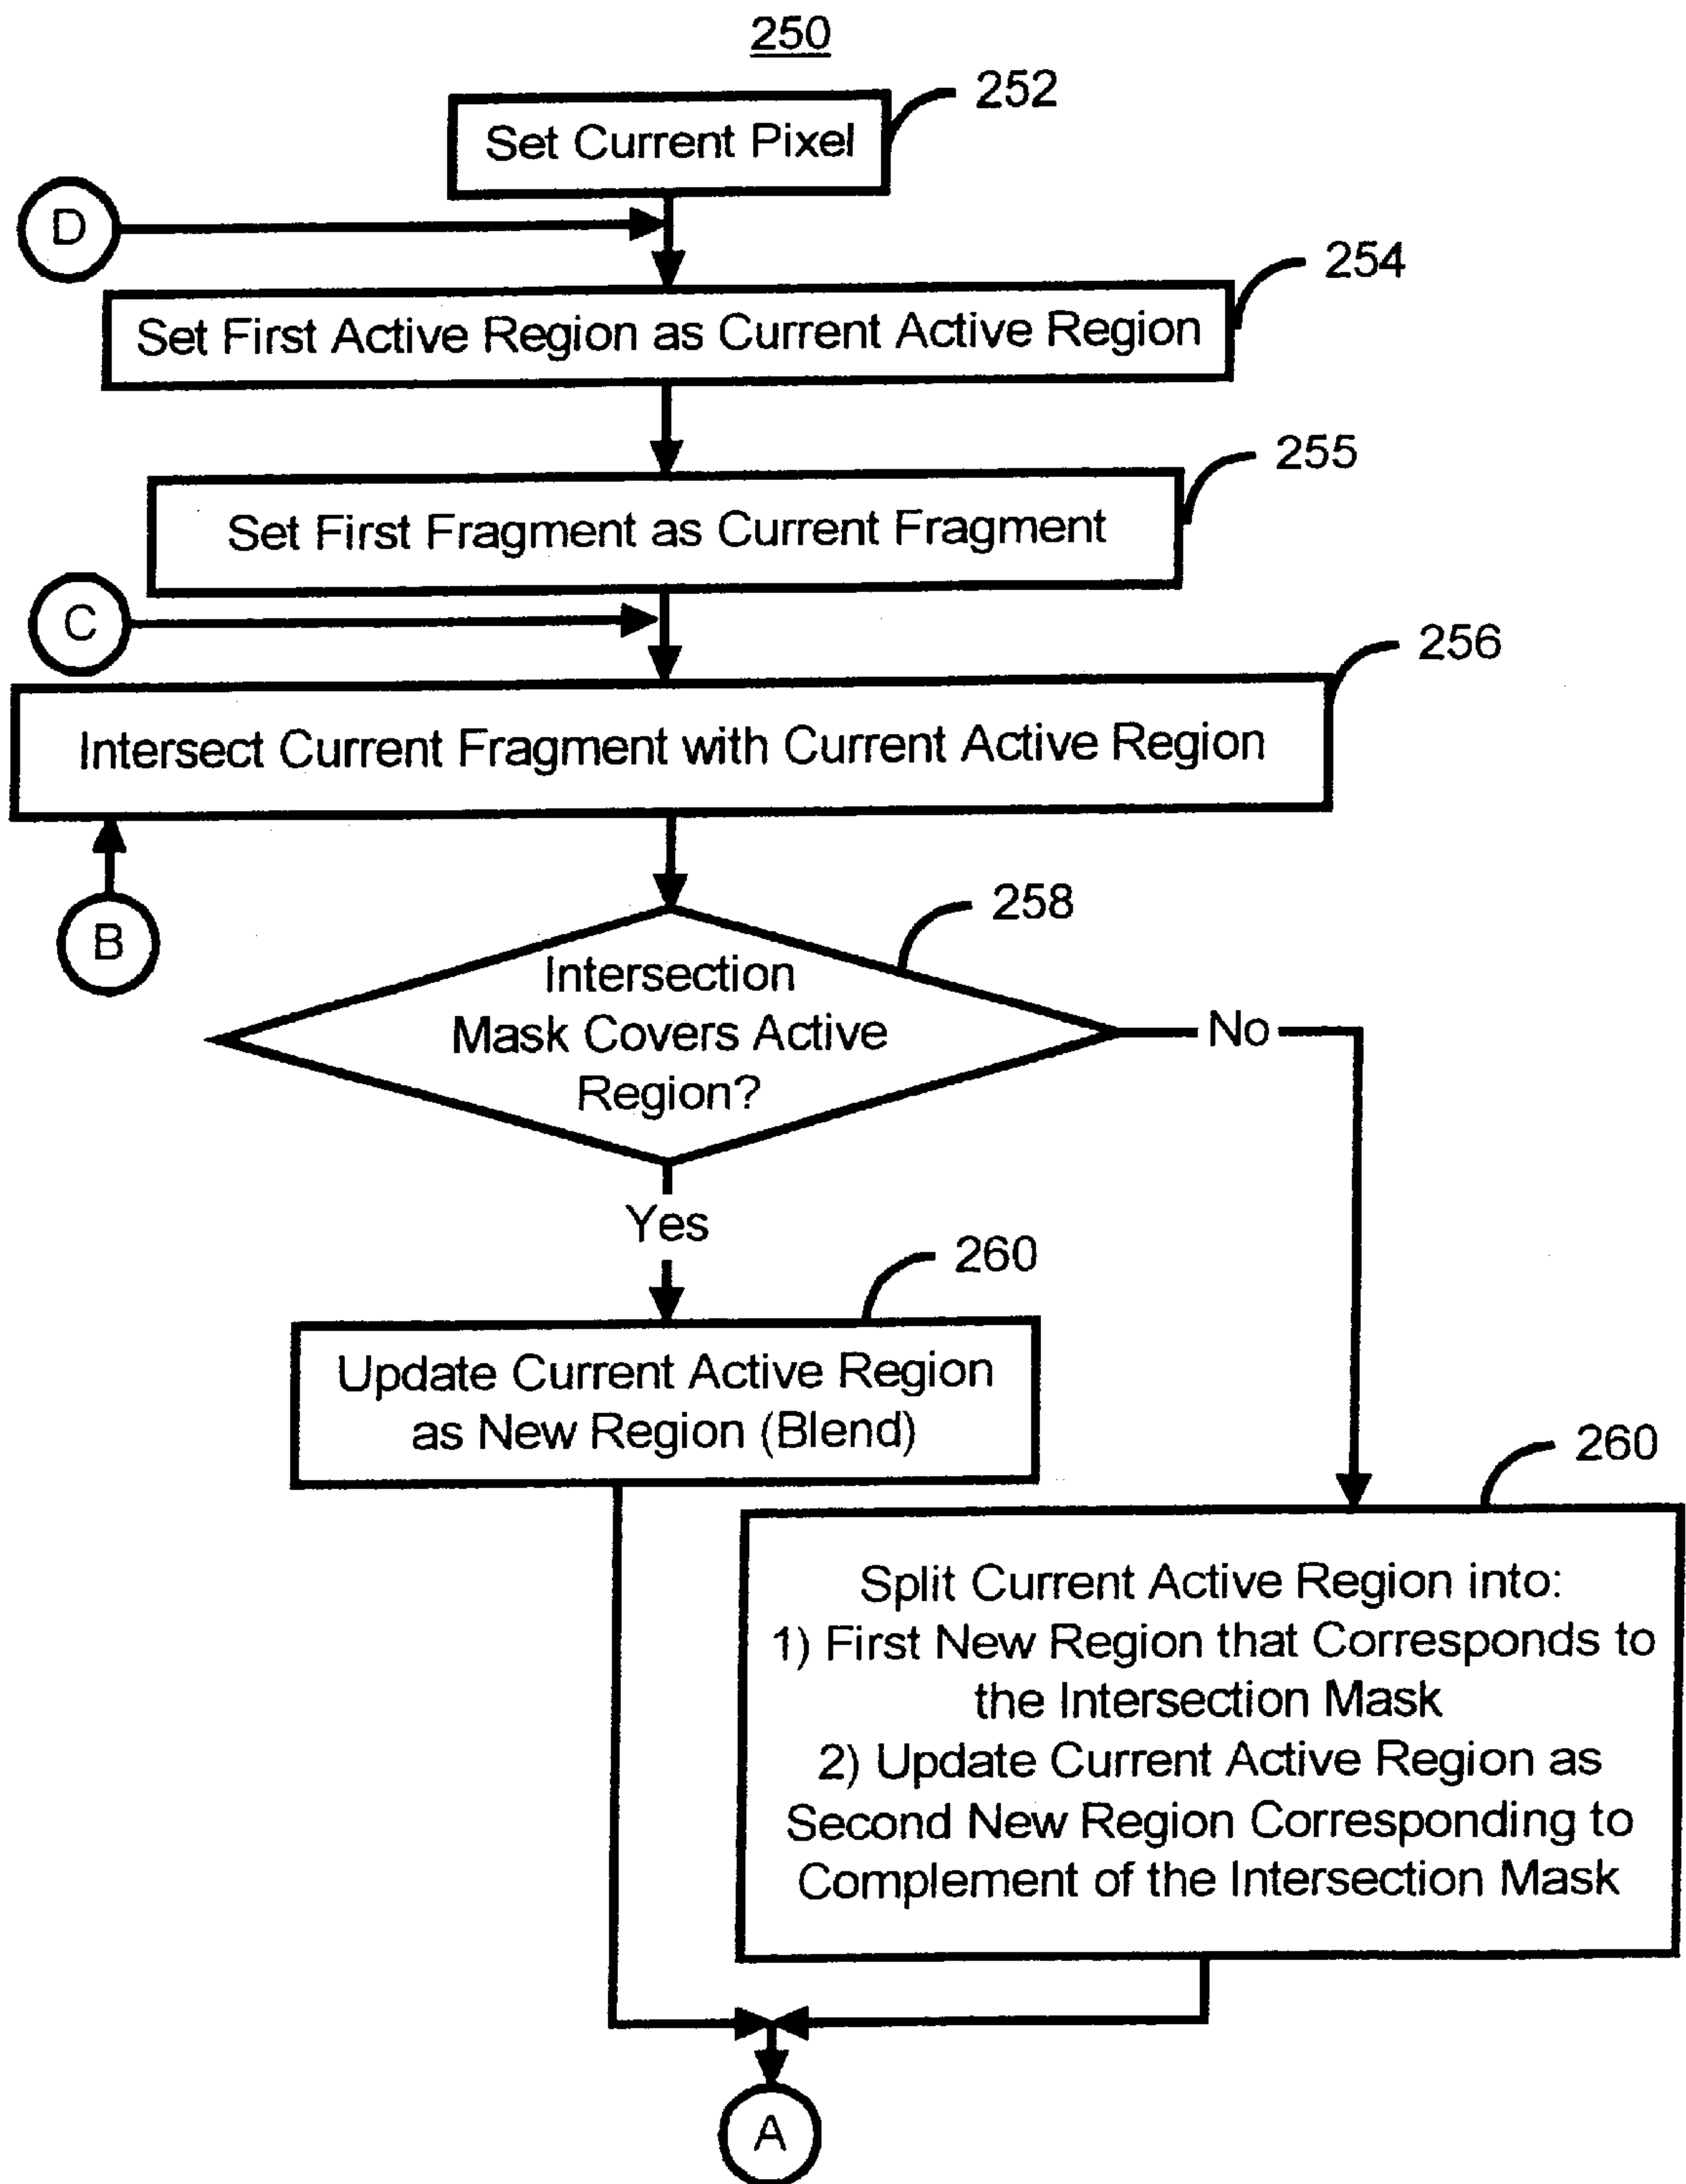 250
252
Set Current Pixel
D
254
Set First Active Region as Current Active Region
255
Set First Fragment as Current Fragment
C
256
Intersect Current Fragment with Current Active Region
B
258
Intersection
Mask Covers Active
Region?
No
Yes
260
Update Current Active Region
as New Region (Blend)
260
Split Current Active Region into:
1) First New Region that Corresponds to
the Intersection Mask
2) Update Current Active Region as
Second New Region Corresponding to
Complement of the Intersection Mask
A